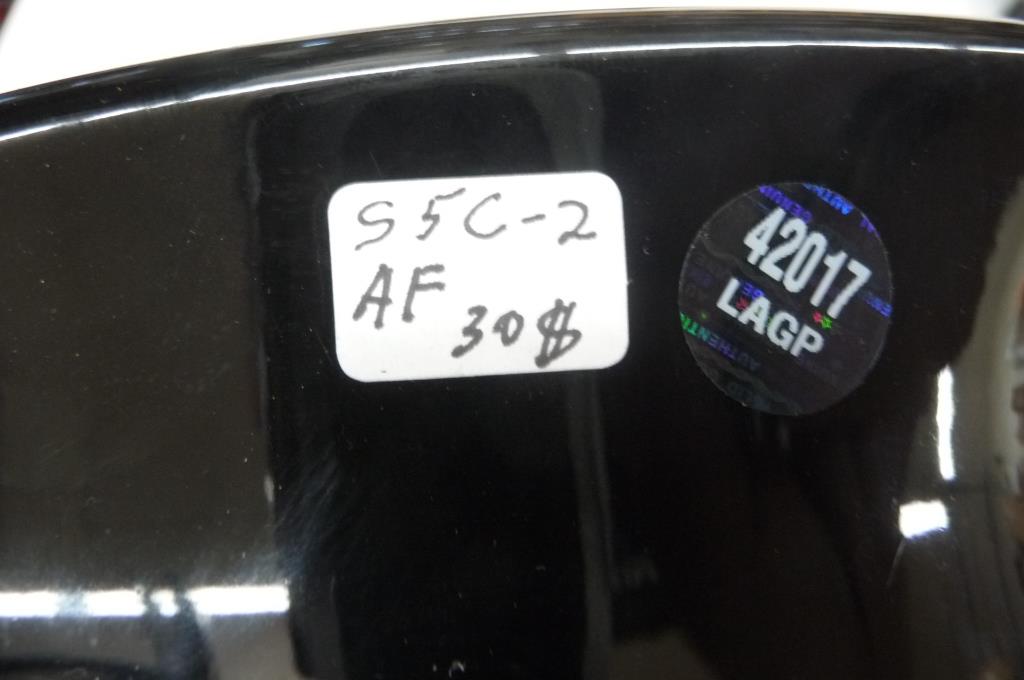 S5C-2
AF
30$
42017
LAGP